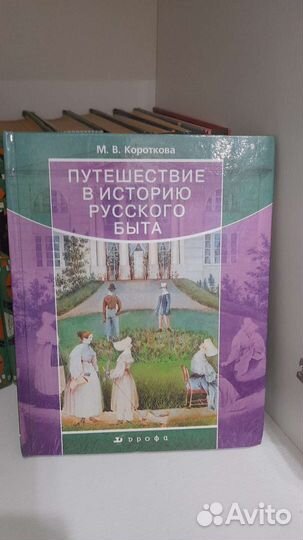 М. В. Короткова
ПУТЕШЕСТВИЕ
В ИСТОРИЮ
РУССКОГО
БЫТА
дрофа
Avito